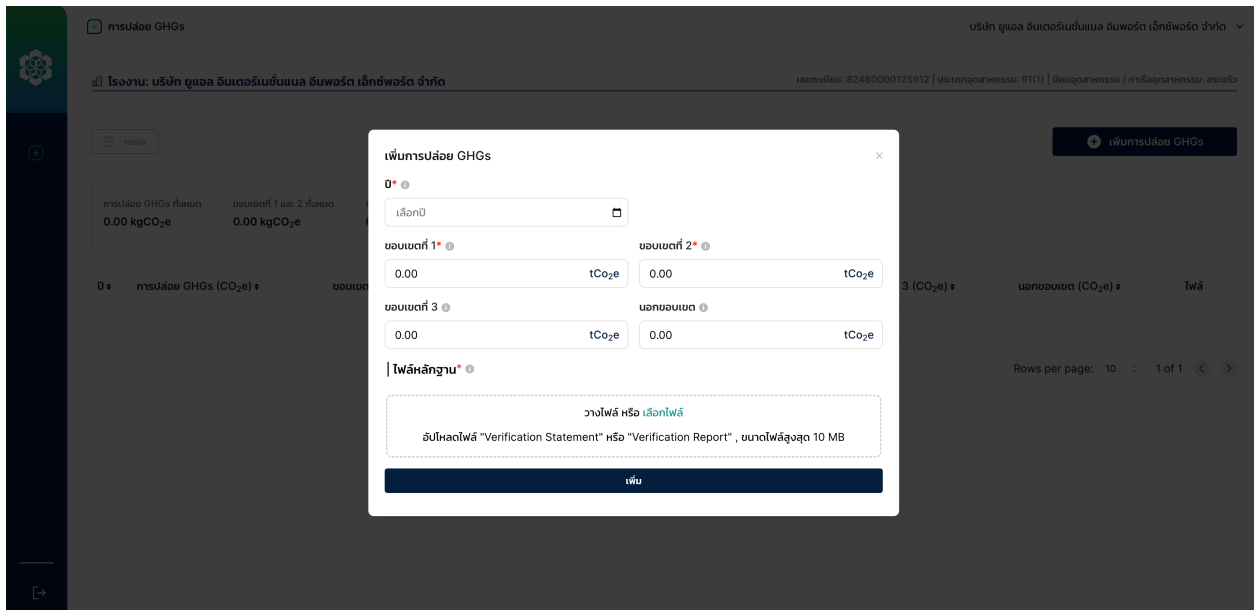 การปล่อย GHGs
บริษัท ยูแอล อินเตอร์เนชั่นแนล อิมพอร์ต เอ็กซ์พอร์ต จำกัด
โรงงาน: บริษัท ยูแอล อินเตอร์เนชั่นแนล อิมพอร์ต เอ็กซ์พอร์ต จำกัด
เลขทะเบียน: 82480000125612 | ประเภทอุตสาหกรรม: 91(1) | นิคมอุตสาหกรรม / ท่าเรืออุตสาหกรรม: สระแก้ว
กรอง
เพิ่มการปล่อย GHGs
การปล่อย GHGs ทั้งหมด
0.00 kgCO₂e
ขอบเขตที่ 1 และ 2 ทั้งหมด
0.00 kgCO₂e
ปี
การปล่อย GHGs (CO₂e)
ขอบเขต
3 (CO₂e)
นอกขอบเขต (CO₂e)
ไฟล์
Rows per page: 10
1 of 1
เพิ่มการปล่อย GHGs
ปี*
เลือกปี
ขอบเขตที่ 1*
ขอบเขตที่ 2*
0.00 tCo₂e
0.00 tCo₂e
ขอบเขตที่ 3
นอกขอบเขต
0.00 tCo₂e
0.00 tCo₂e
ไฟล์หลักฐาน*
วางไฟล์ หรือ เลือกไฟล์
อัปโหลดไฟล์ "Verification Statement" หรือ "Verification Report" , ขนาดไฟล์สูงสุด 10 MB
เพิ่ม